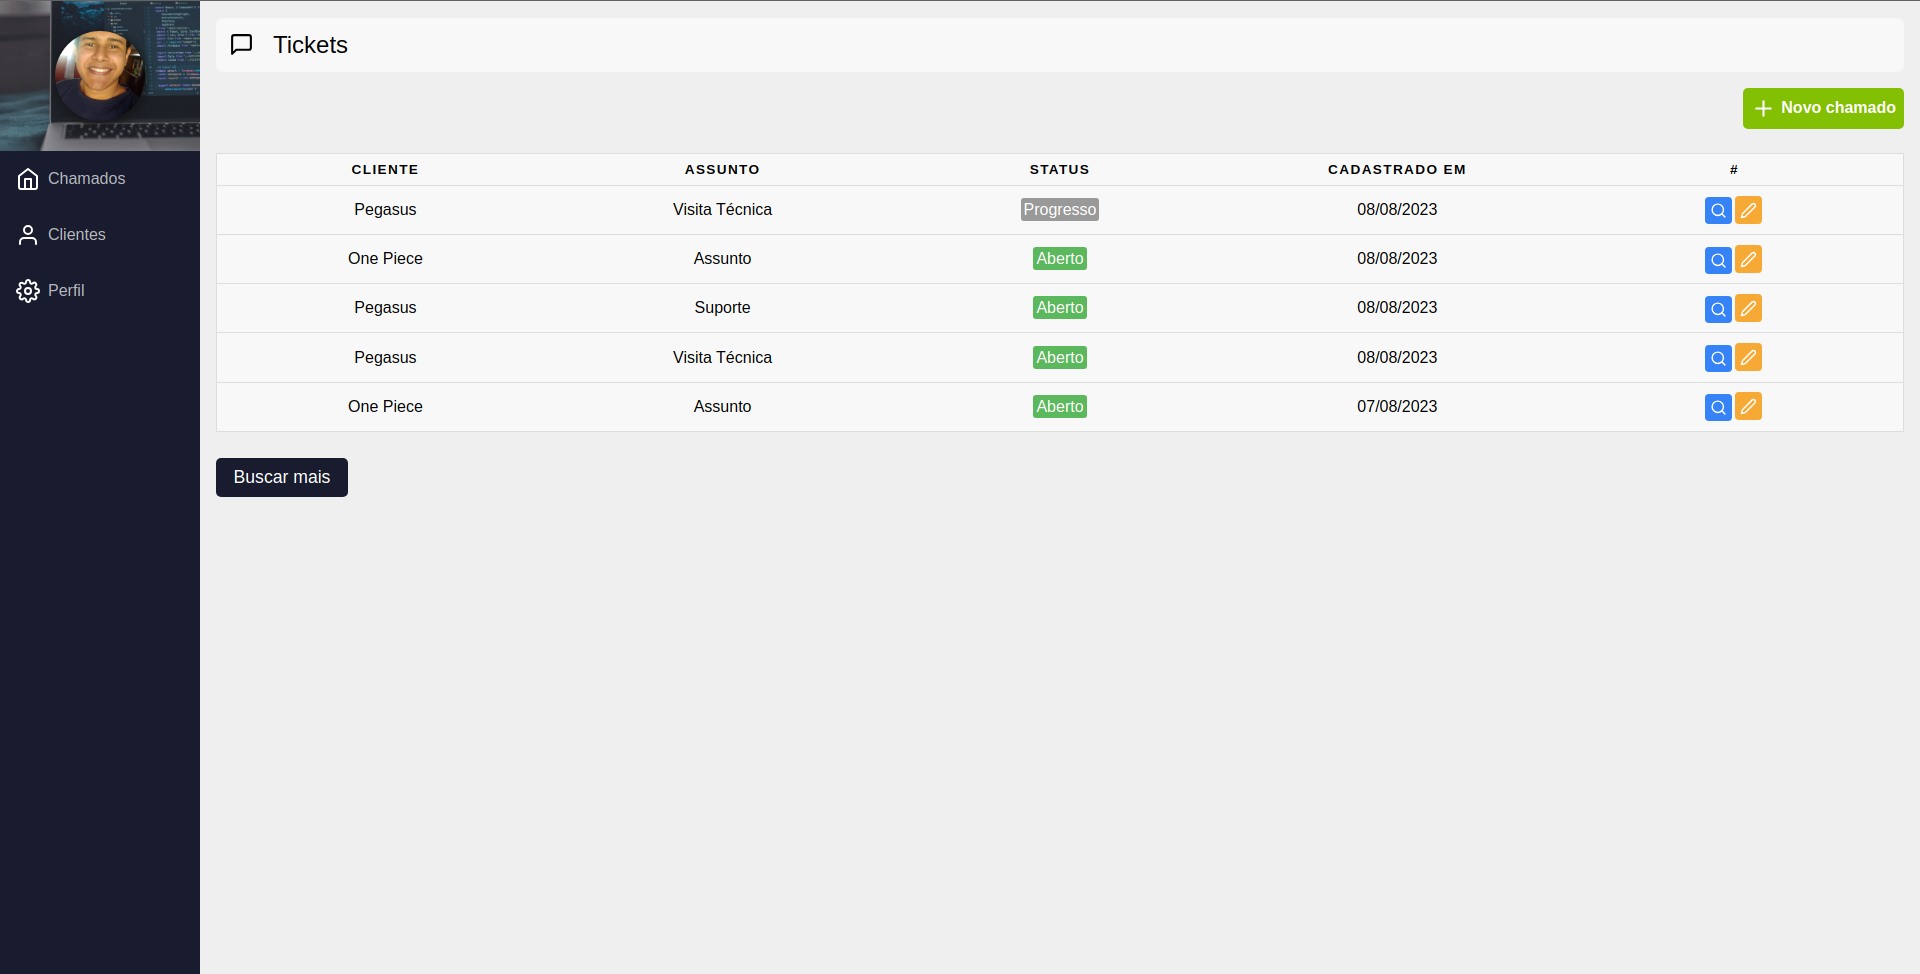 Tickets
Novo chamado
Chamados
Clientes
Perfil
CLIENTE ASSUNTO STATUS CADASTRADO EM #
Pegasus Visita Técnica Progresso 08/08/2023
One Piece Assunto Aberto 08/08/2023
Pegasus Suporte Aberto 08/08/2023
Pegasus Visita Técnica Aberto 08/08/2023
One Piece Assunto Aberto 07/08/2023
Buscar mais